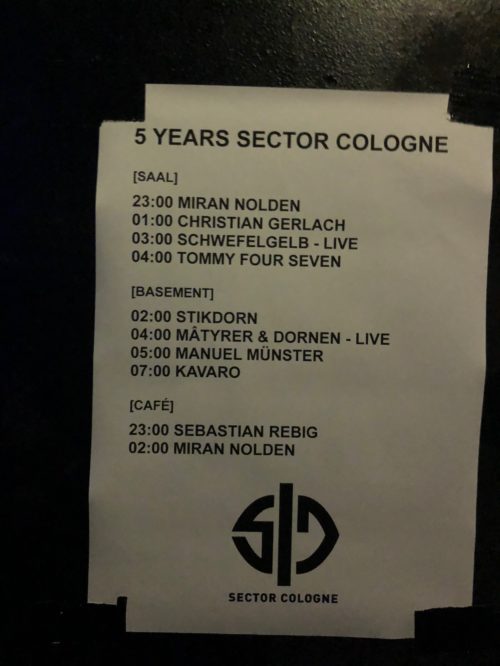 5 YEARS SECTOR COLOGNE
[SAAL]
23:00 MIRAN NOLDEN
01:00 CHRISTIAN GERLACH
03:00 SCHWEFELGELB - LIVE
04:00 TOMMY FOUR SEVEN
[BASEMENT]
02:00 STIKDORN
04:00 MÂTYRER & DORNEN - LIVE
05:00 MANUEL MÜNSTER
07:00 KAVARO
[CAFÉ]
23:00 SEBASTIAN REBIG
02:00 MIRAN NOLDEN
SECTOR COLOGNE